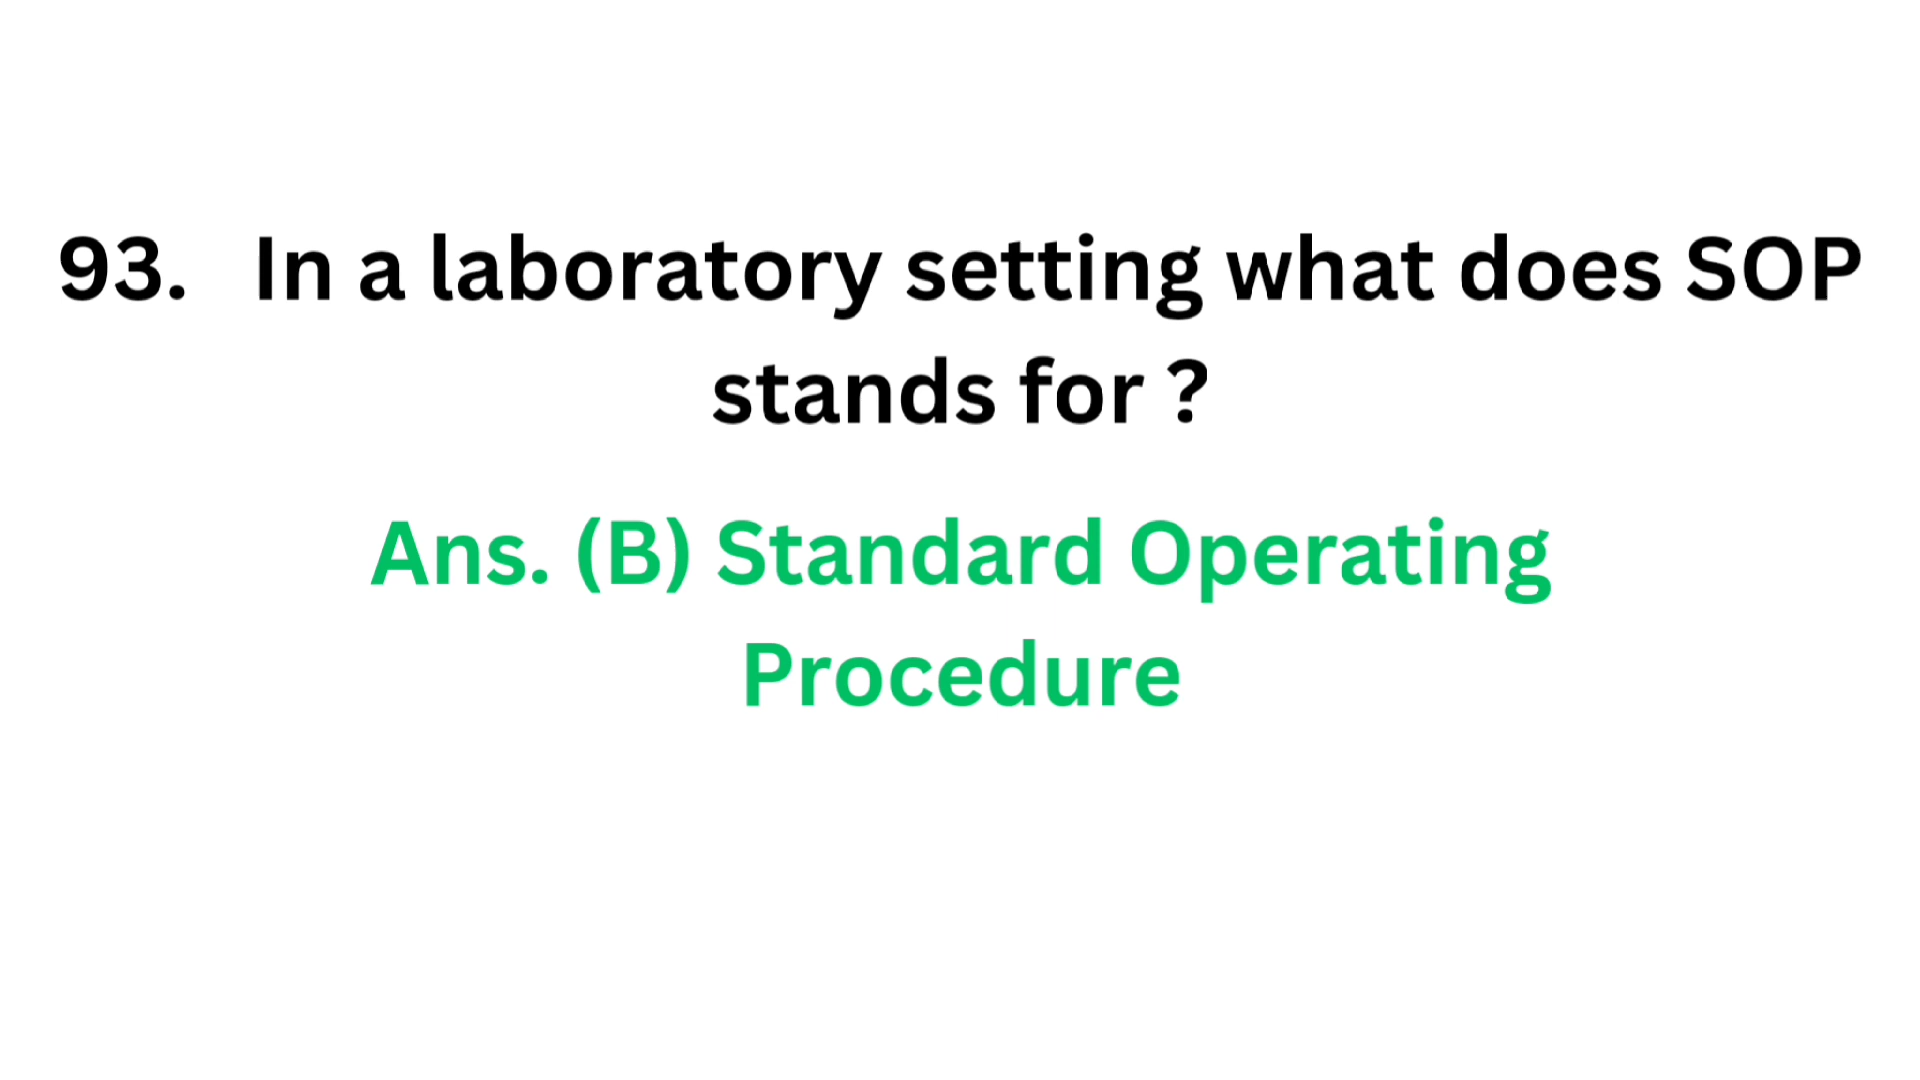 93. In a laboratory setting what does SOP
stands for ?
Ans. (B) Standard Operating
Procedure